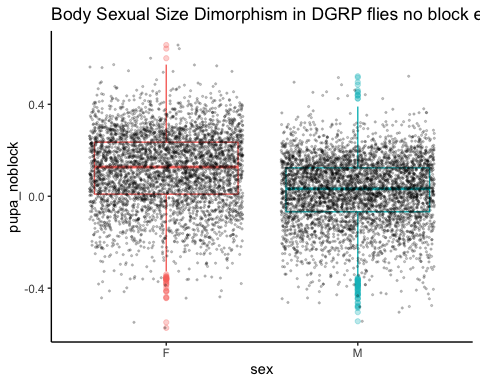 Body Sexual Size Dimorphism in DGRP flies no block e
pupa_noblock
0.4
0.0
-0.4
F
M
sex